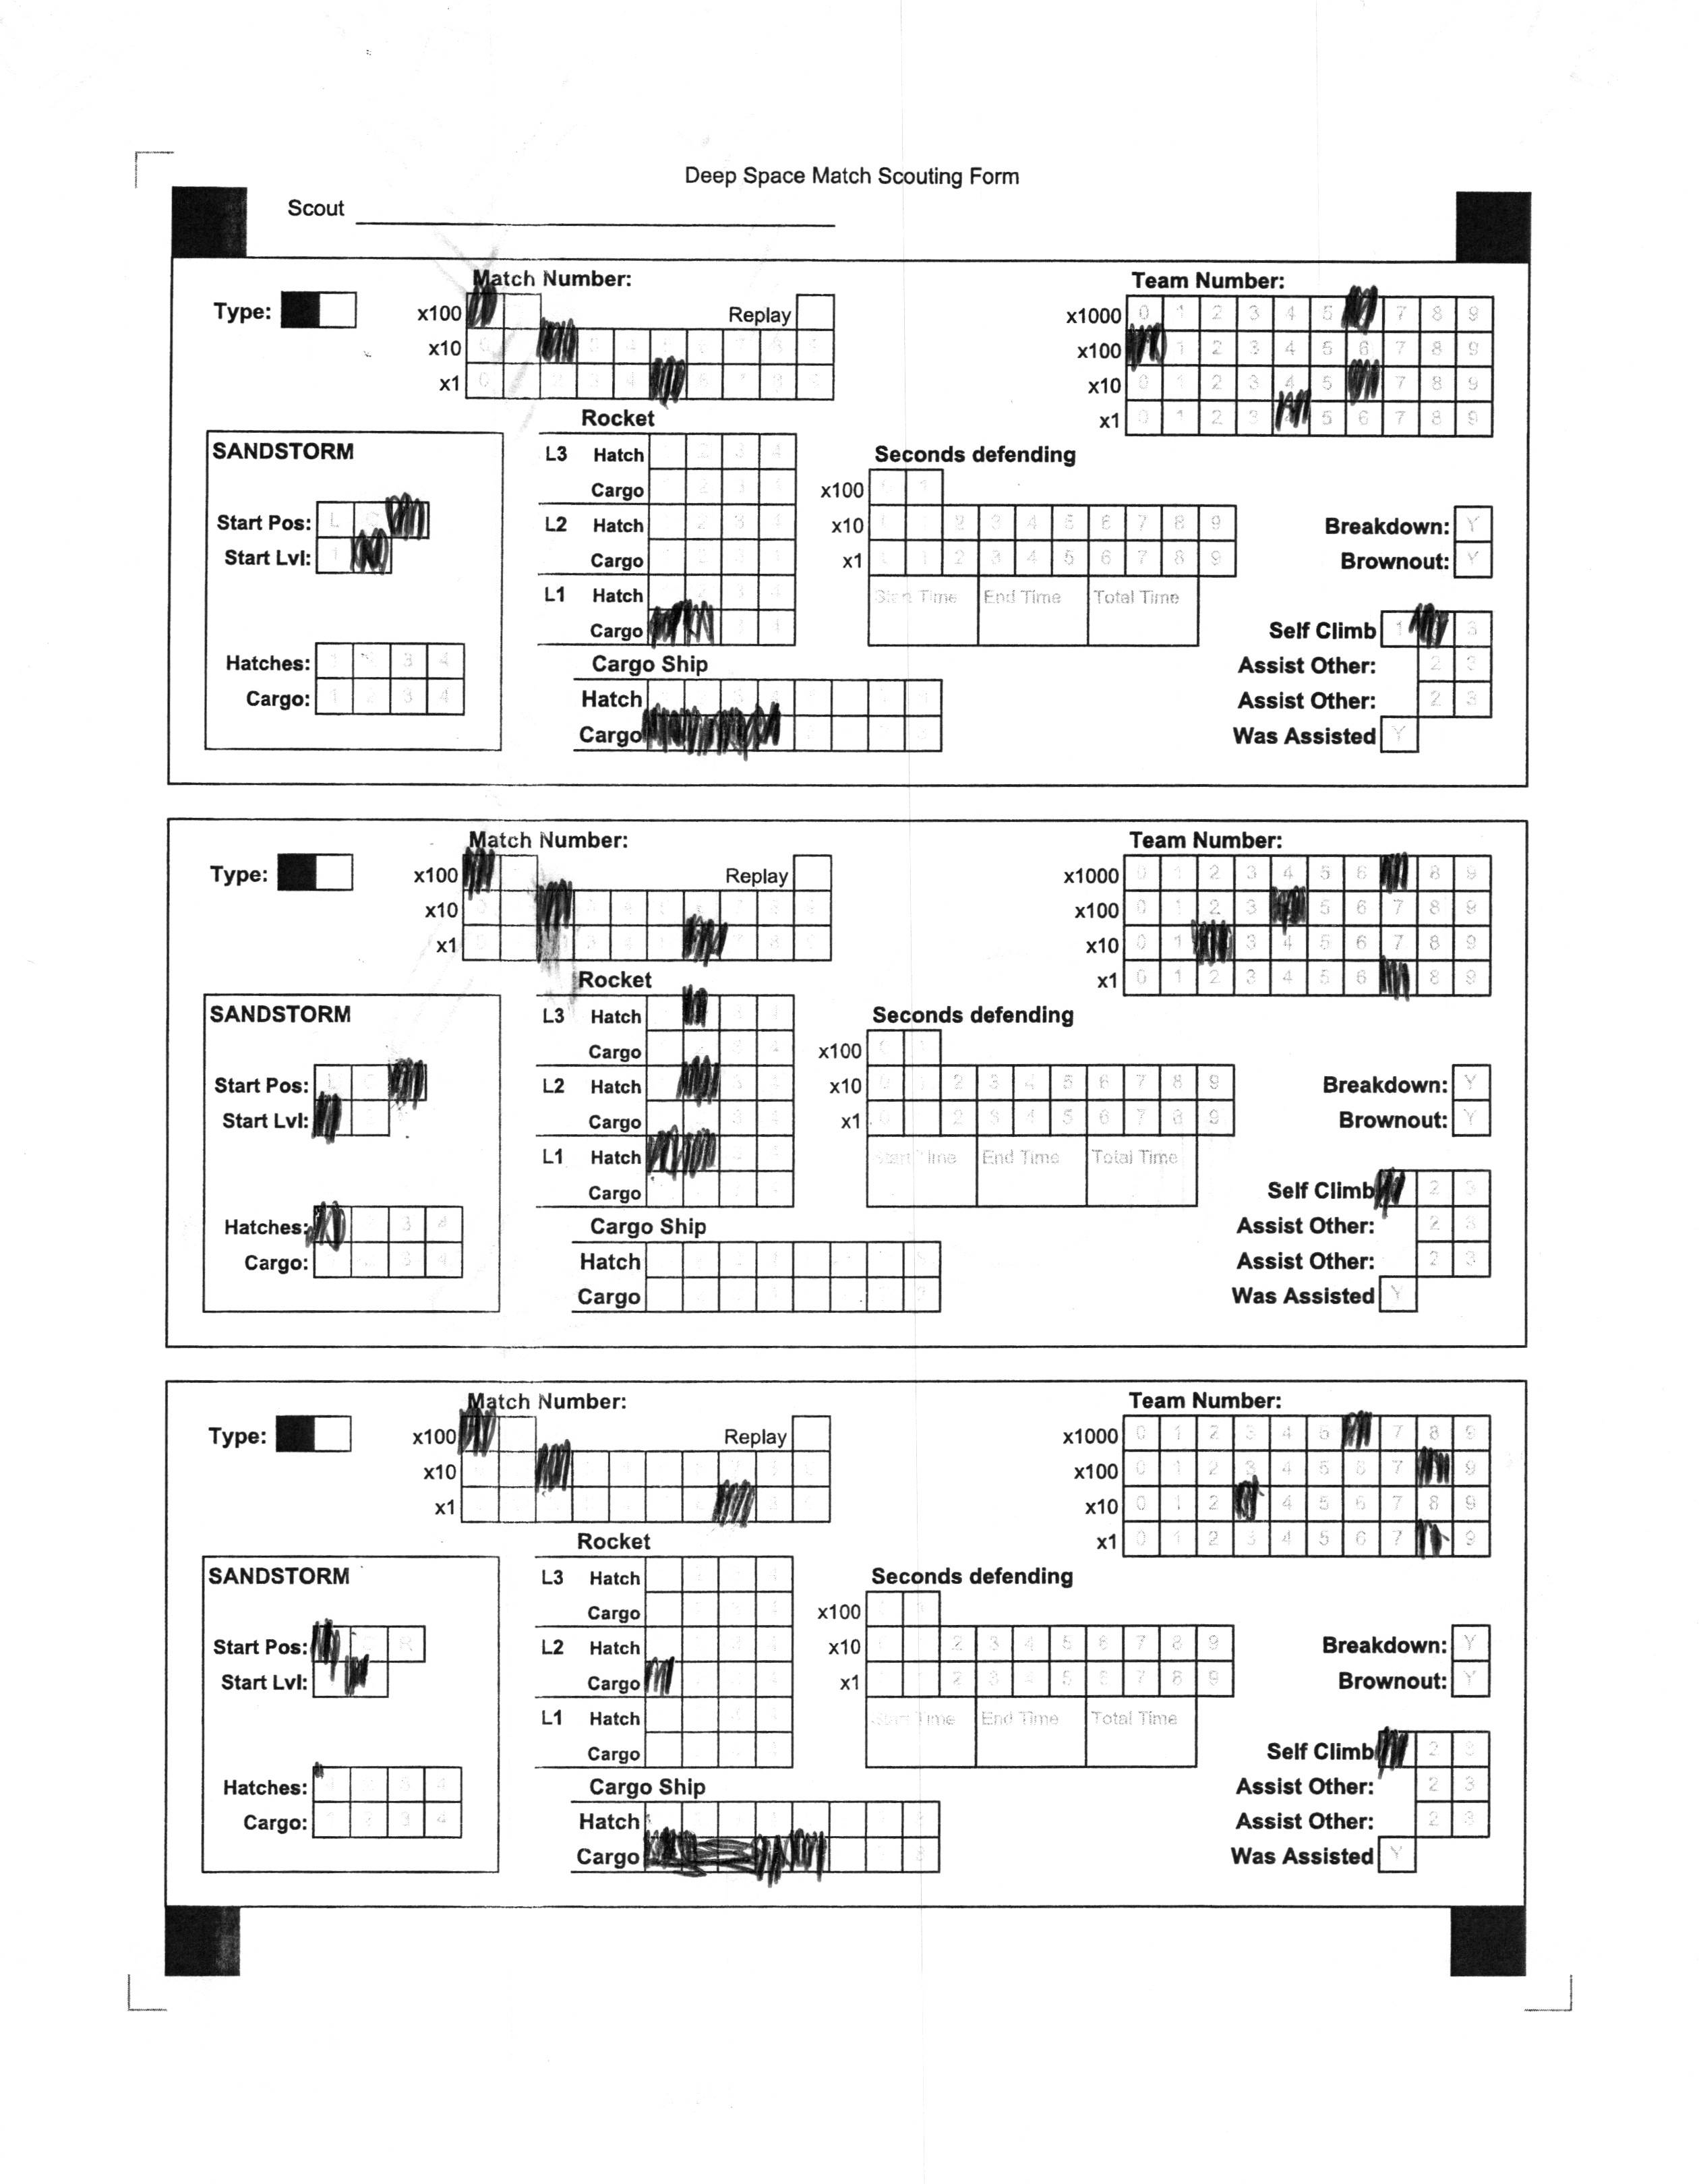 Deep Space Match Scouting Form
Scout
Match Number:
Team Number:
Type:
x100
Replay
x1000 0 1 2 3 4 5 7 8 9
x10
x100 1 2 3 4 5 6 7 8 9
x1
x10 0 1 2 3 4 5 7 8 9
x1 0 1 2 3 5 6 7 8 9
Rocket
SANDSTORM
L3 Hatch
Cargo
L2 Hatch
Cargo
L1 Hatch
Cargo
Seconds defending
x100
x10 2 3 4 5 6 7 8 9
x1 2 3 4 5 6 7 8 9
Start Time End Time Total Time
Start Pos: L
Start Lvl:
Breakdown: Y
Brownout: Y
Self Climb 1 3
Hatches: 3 4
Cargo: 1 2 3 4
Cargo Ship
Hatch
Cargo
Assist Other: 2 3
Assist Other: 2 3
Was Assisted Y
Match Number:
Team Number:
Type:
x100
Replay
x1000 0 1 2 3 4 5 6 8 9
x10
x100 0 1 2 3 5 6 7 8 9
x1
x10 0 1 3 4 5 6 7 8 9
x1 0 1 2 3 4 5 6 8 9
Rocket
SANDSTORM
L3 Hatch
Cargo
L2 Hatch
Cargo
L1 Hatch
Cargo
Seconds defending
x100
x10 2 3 4 5 6 7 8 9
x1 2 3 4 5 6 7 8 9
Start Time End Time Total Time
Start Pos:
Start Lvl:
Breakdown: Y
Brownout: Y
Self Climb 2 3
Hatches: 3 4
Cargo: 3 4
Cargo Ship
Hatch
Cargo
Assist Other: 2 3
Assist Other: 2 3
Was Assisted Y
Match Number:
Team Number:
Type:
x100
Replay
x1000 0 1 2 3 4 5 7 8 9
x10
x100 0 1 2 3 4 5 6 7 9
x1
x10 0 1 2 4 5 6 7 8 9
x1 0 1 2 3 4 5 6 7 9
Rocket
SANDSTORM
L3 Hatch
Cargo
L2 Hatch
Cargo
L1 Hatch
Cargo
Seconds defending
x100
x10 2 3 4 5 6 7 8 9
x1 2 3 4 5 6 7 8 9
Start Time End Time Total Time
Start Pos: R
Start Lvl:
Breakdown: Y
Brownout: Y
Self Climb 2 3
Hatches:
Cargo: 2 3 4
Cargo Ship
Hatch
Cargo
Assist Other: 2 3
Assist Other: 2 3
Was Assisted Y